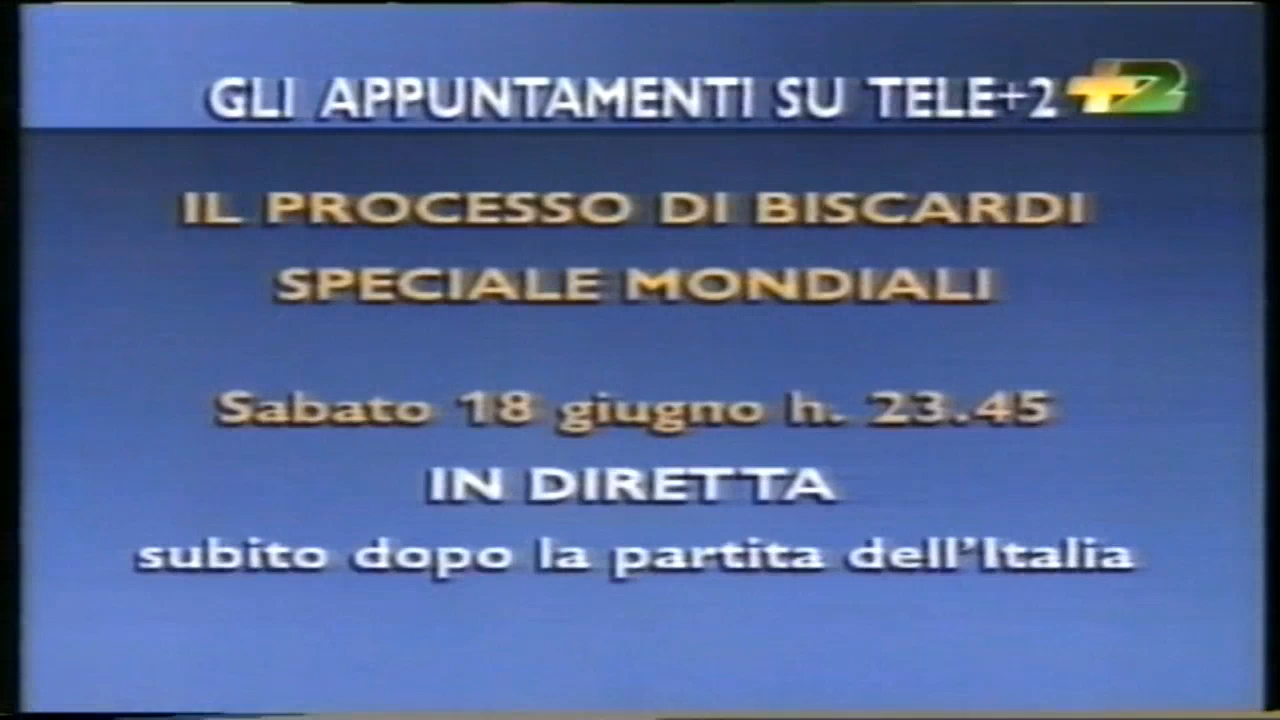 GLI APPUNTAMENTI SU TELE+2 +2
IL PROCESSO DI BISCARDI
SPECIALE MONDIALI
Sabato 18 giugno h. 23.45
IN DIRETTA
subito dopo la partita dell'Italia